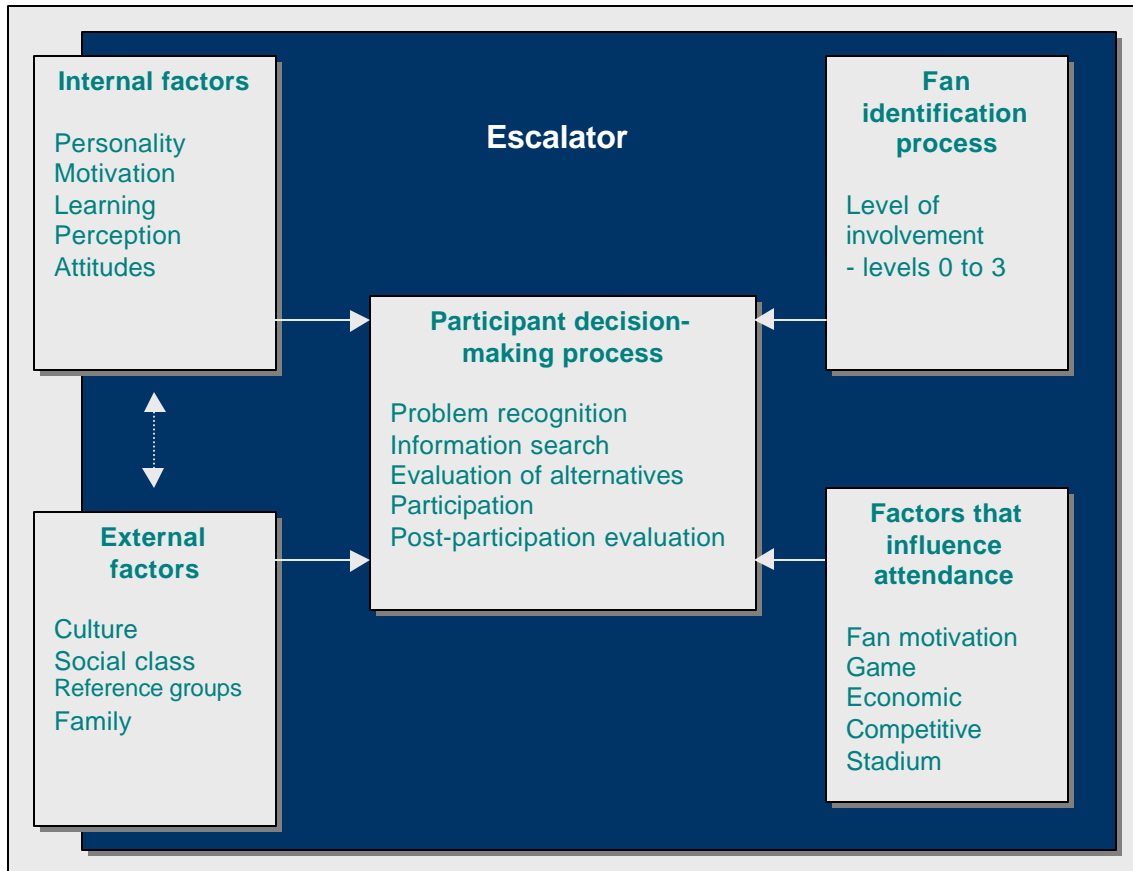 Internal factors
Personality
Motivation
Learning
Perception
Attitudes
Escalator
Fan
identification
process
Level of
involvement
- levels 0 to 3
Participant decision-
making process
Problem recognition
Information search
Evaluation of alternatives
Participation
Post-participation evaluation
External
factors
Culture
Social class
Reference groups
Family
Factors that
influence
attendance
Fan motivation
Game
Economic
Competitive
Stadium